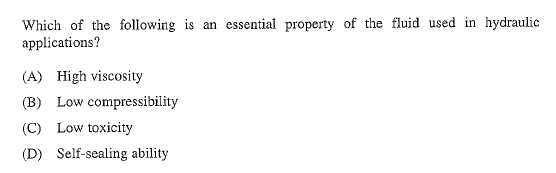 Which of the following is an essential property of the fluid used in hydraulic
applications?
(A) High viscosity
(B) Low compressibility
(C) Low toxicity
(D) Self-sealing ability